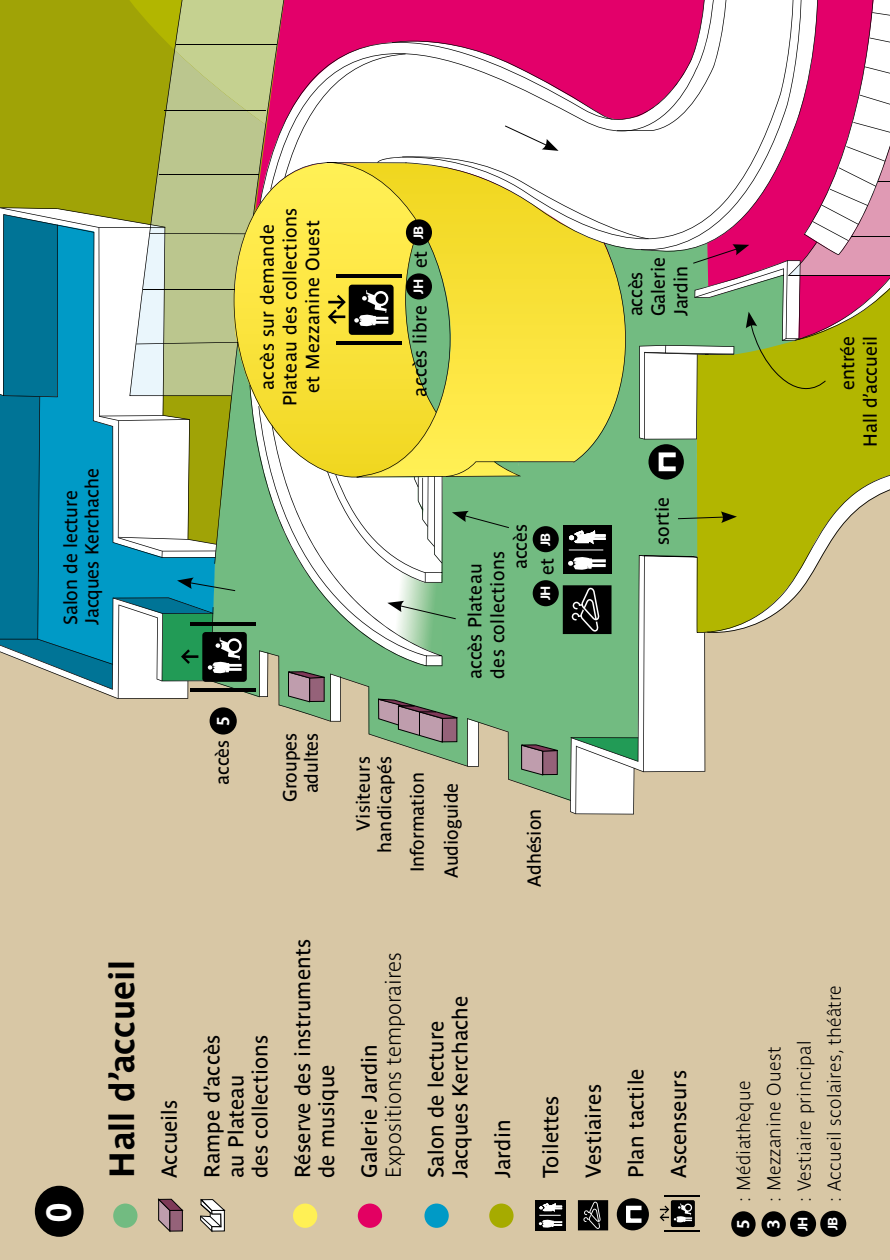 0
Hall d'accueil
Accueils
Rampe d'accès
au Plateau
des collections
Réserve des instruments
de musique
Galerie Jardin
Expositions temporaires
Salon de lecture
Jacques Kerchache
Jardin
Toilettes
Vestiaires
Plan tactile
Ascenseurs
5 : Médiathèque
3 : Mezzanine Ouest
JH : Vestiaire principal
JB : Accueil scolaires, théâtre
Salon de lecture
Jacques Kerchache
accès 5
Groupes
adultes
Visiteurs
handicapés
Information
Audioguide
Adhésion
accès sur demande
Plateau des collections
et Mezzanine Ouest
accès libre JH et JB
accès Plateau
des collections
accès
JH et JB
sortie
accès
Galerie
Jardin
entrée
Hall d'accueil